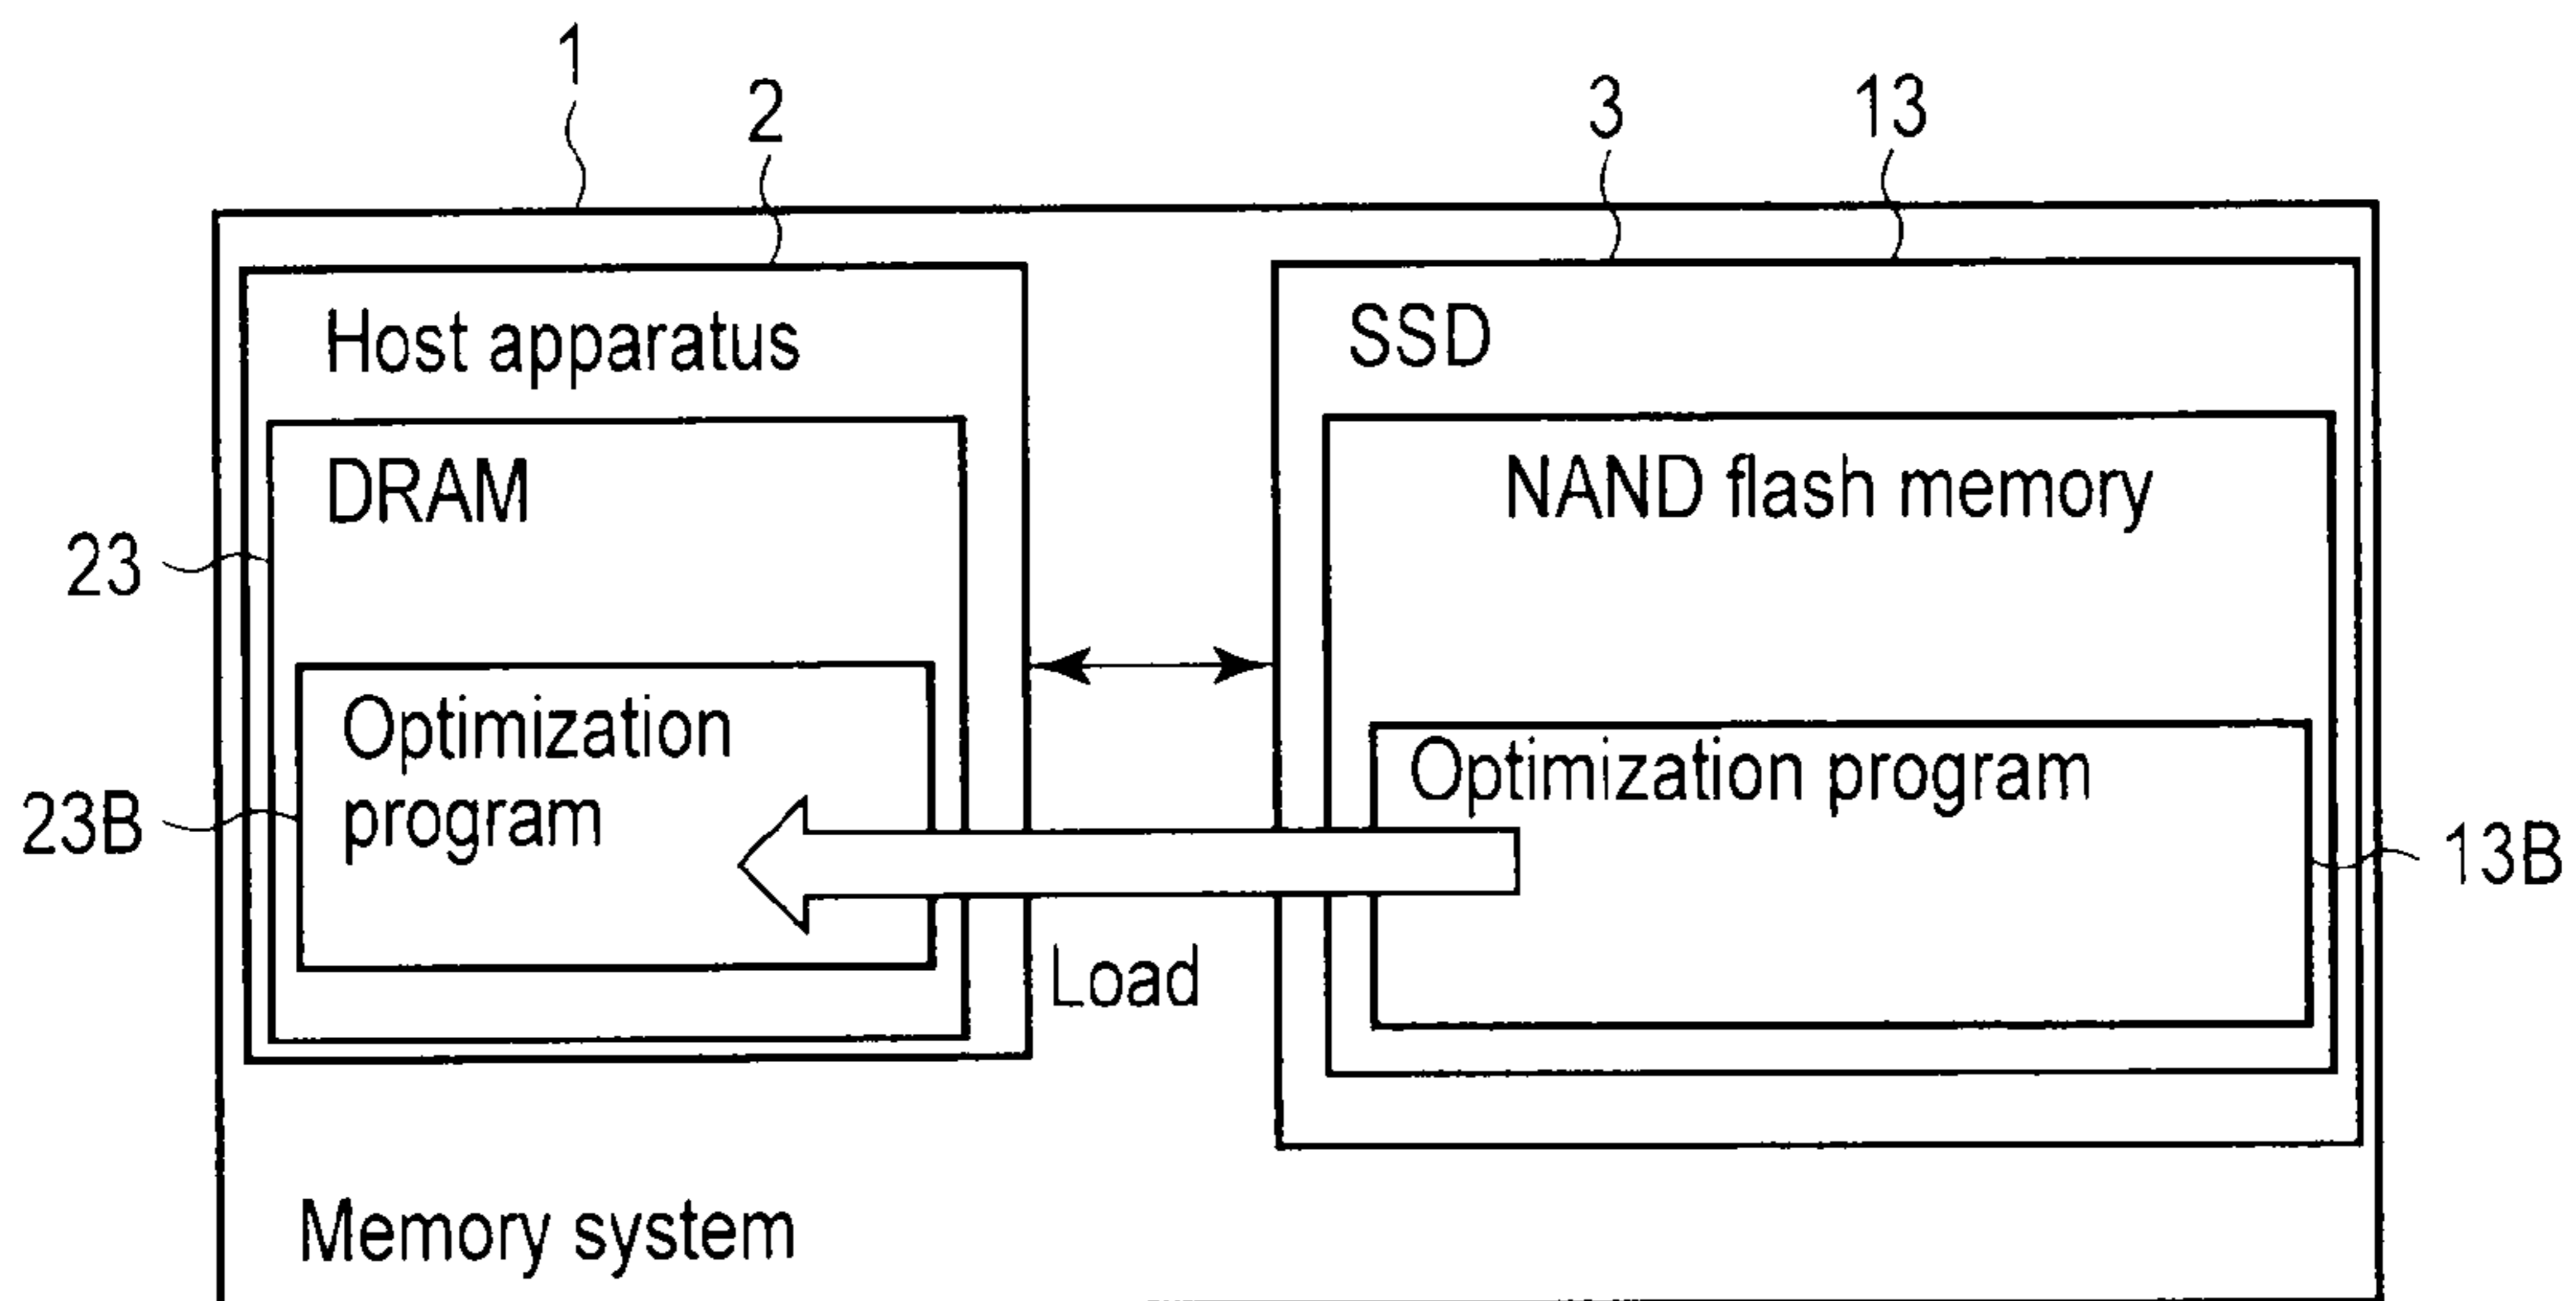 1
2
3
13
Host apparatus
SSD
DRAM
NAND flash memory
23
Optimization
program
Optimization program
23B
13B
Load
Memory system